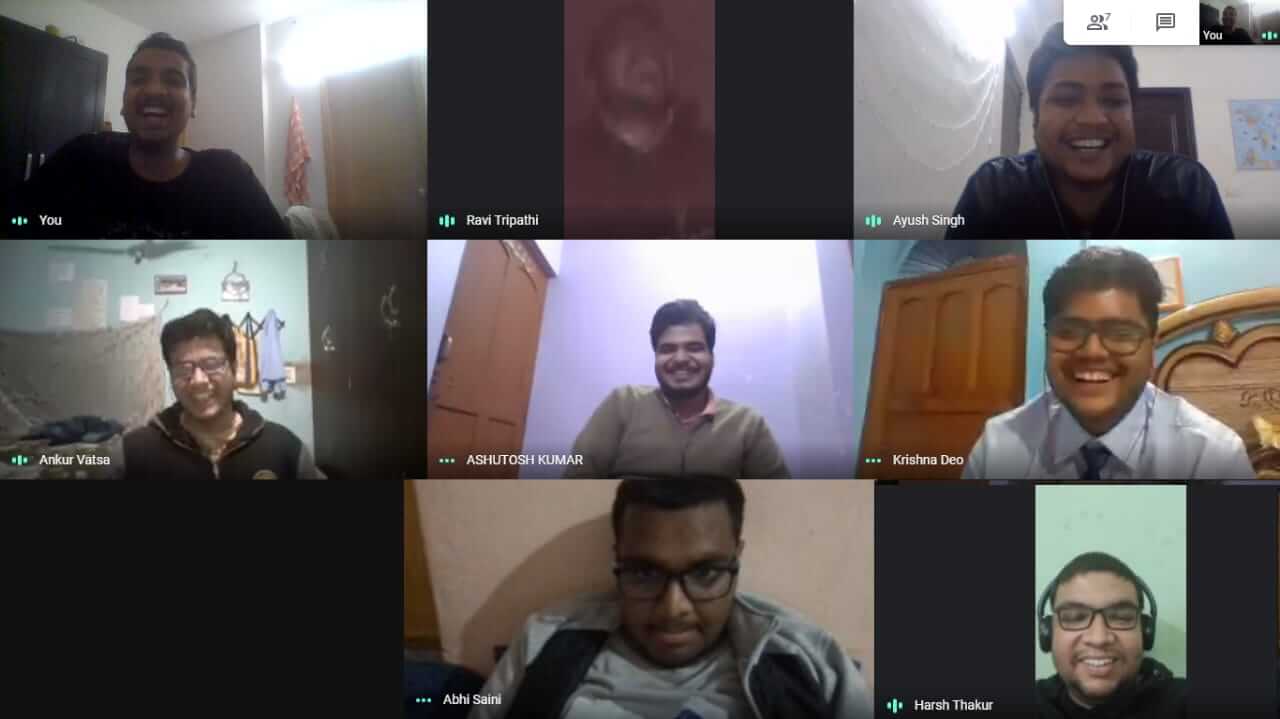 7
You
You
Ravi Tripathi
Ayush Singh
Ankur Vatsa
ASHUTOSH KUMAR
Krishna Deo
Abhi Saini
Harsh Thakur